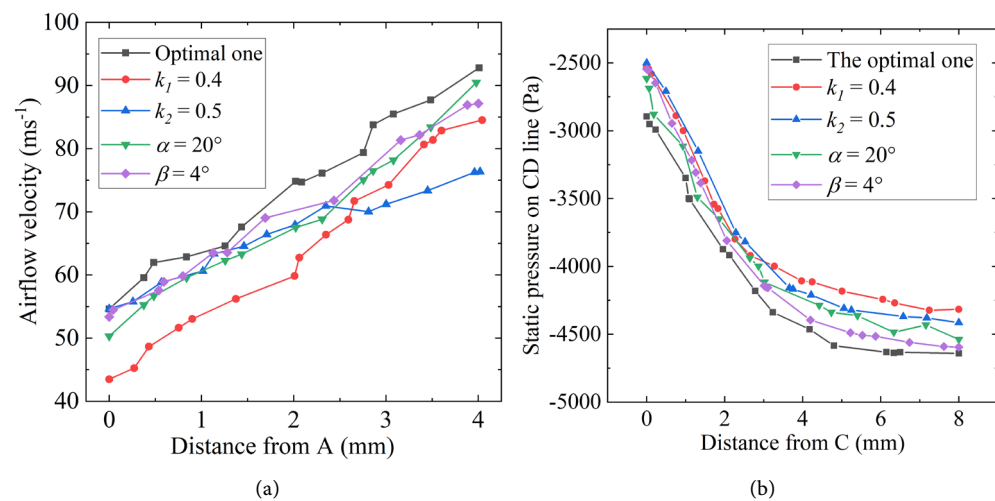 100
90
80
70
60
50
40
Airflow velocity (ms⁻¹)
Optimal one
k₁ = 0.4
k₂ = 0.5
α = 20°
β = 4°
0 1 2 3 4
Distance from A (mm)
(a)
-2500
-3000
-3500
-4000
-4500
-5000
Static pressure on CD line (Pa)
The optimal one
k₁ = 0.4
k₂ = 0.5
α = 20°
β = 4°
0 2 4 6 8
Distance from C (mm)
(b)